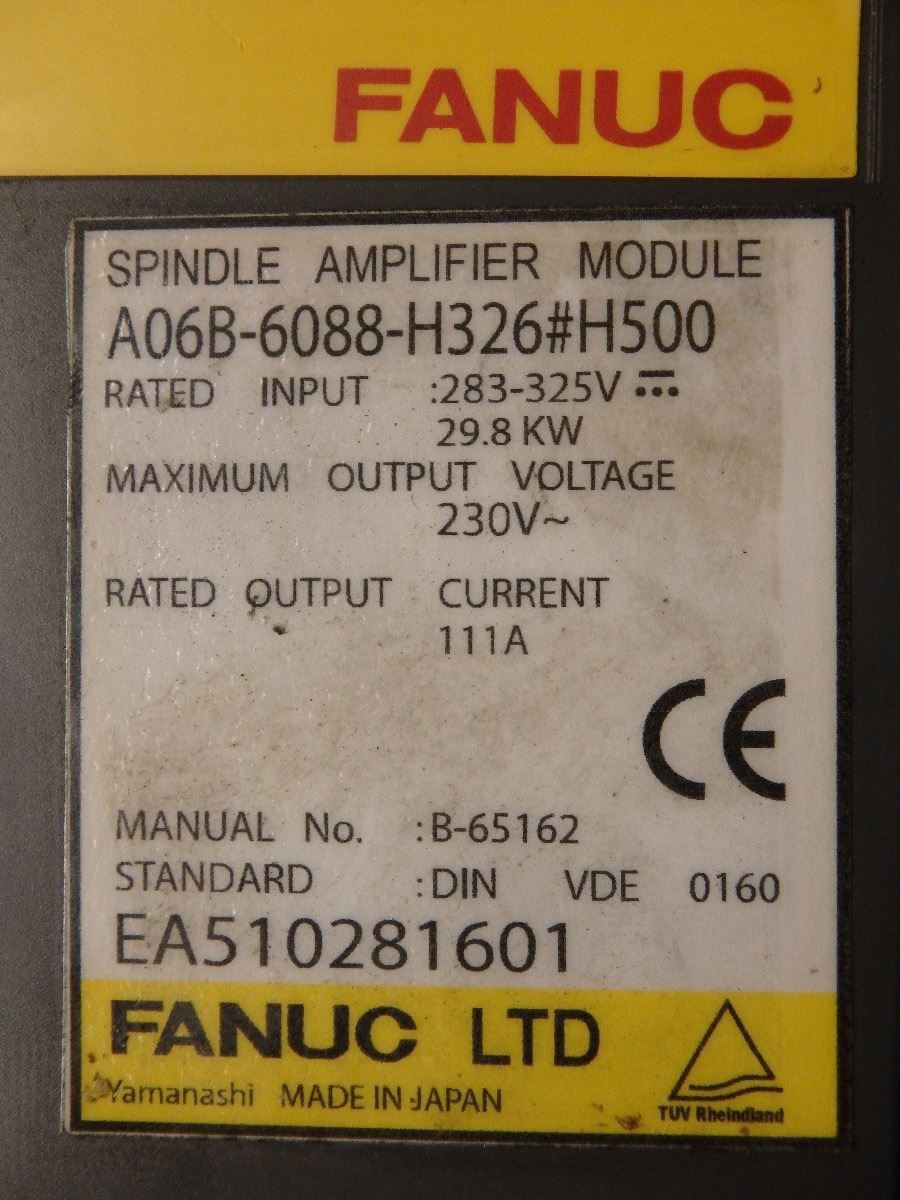 FANUC
SPINDLE AMPLIFIER MODULE
A06B-6088-H326#H500
RATED INPUT :283-325V
29.8 KW
MAXIMUM OUTPUT VOLTAGE
230V~
RATED OUTPUT CURRENT
111A
CE
MANUAL No. :B-65162
STANDARD :DIN VDE 0160
EA510281601
FANUC LTD
Yamanashi MADE IN JAPAN
TUV Rheindland